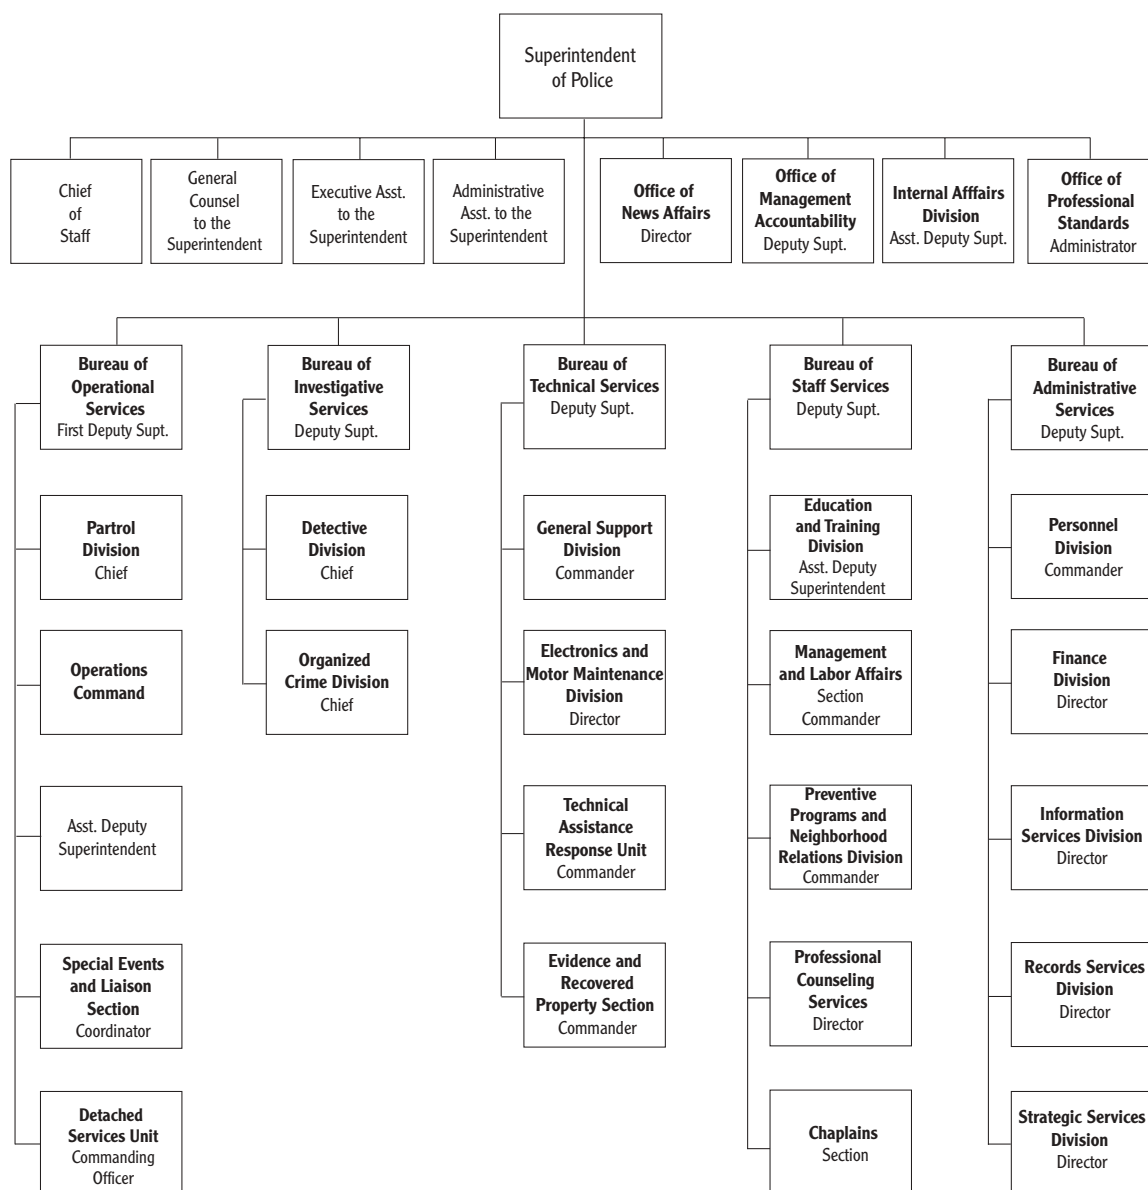 Superintendent
of Police
Chief
of
Staff
General
Counsel
to the
Superintendent
Executive Asst.
to the
Superintendent
Administrative
Asst. to the
Superintendent
Office of
News Affairs
Director
Office of
Management
Accountability
Deputy Supt.
Internal Afffairs
Division
Asst. Deputy Supt.
Office of
Professional
Standards
Administrator
Bureau of
Operational
Services
First Deputy Supt.
Bureau of
Investigative
Services
Deputy Supt.
Bureau of
Technical Services
Deputy Supt.
Bureau of
Staff Services
Deputy Supt.
Bureau of
Administrative
Services
Deputy Supt.
Partrol
Division
Chief
Detective
Division
Chief
General Support
Division
Commander
Education
and Training
Division
Asst. Deputy
Superintendent
Personnel
Division
Commander
Operations
Command
Organized
Crime Division
Chief
Electronics and
Motor Maintenance
Division
Director
Management
and Labor Affairs
Section
Commander
Finance
Division
Director
Asst. Deputy
Superintendent
Technical
Assistance
Response Unit
Commander
Preventive
Programs and
Neighborhood
Relations Division
Commander
Information
Services Division
Director
Special Events
and Liaison
Section
Coordinator
Evidence and
Recovered
Property Section
Commander
Professional
Counseling
Services
Director
Records Services
Division
Director
Detached
Services Unit
Commanding
Officer
Chaplains
Section
Strategic Services
Division
Director